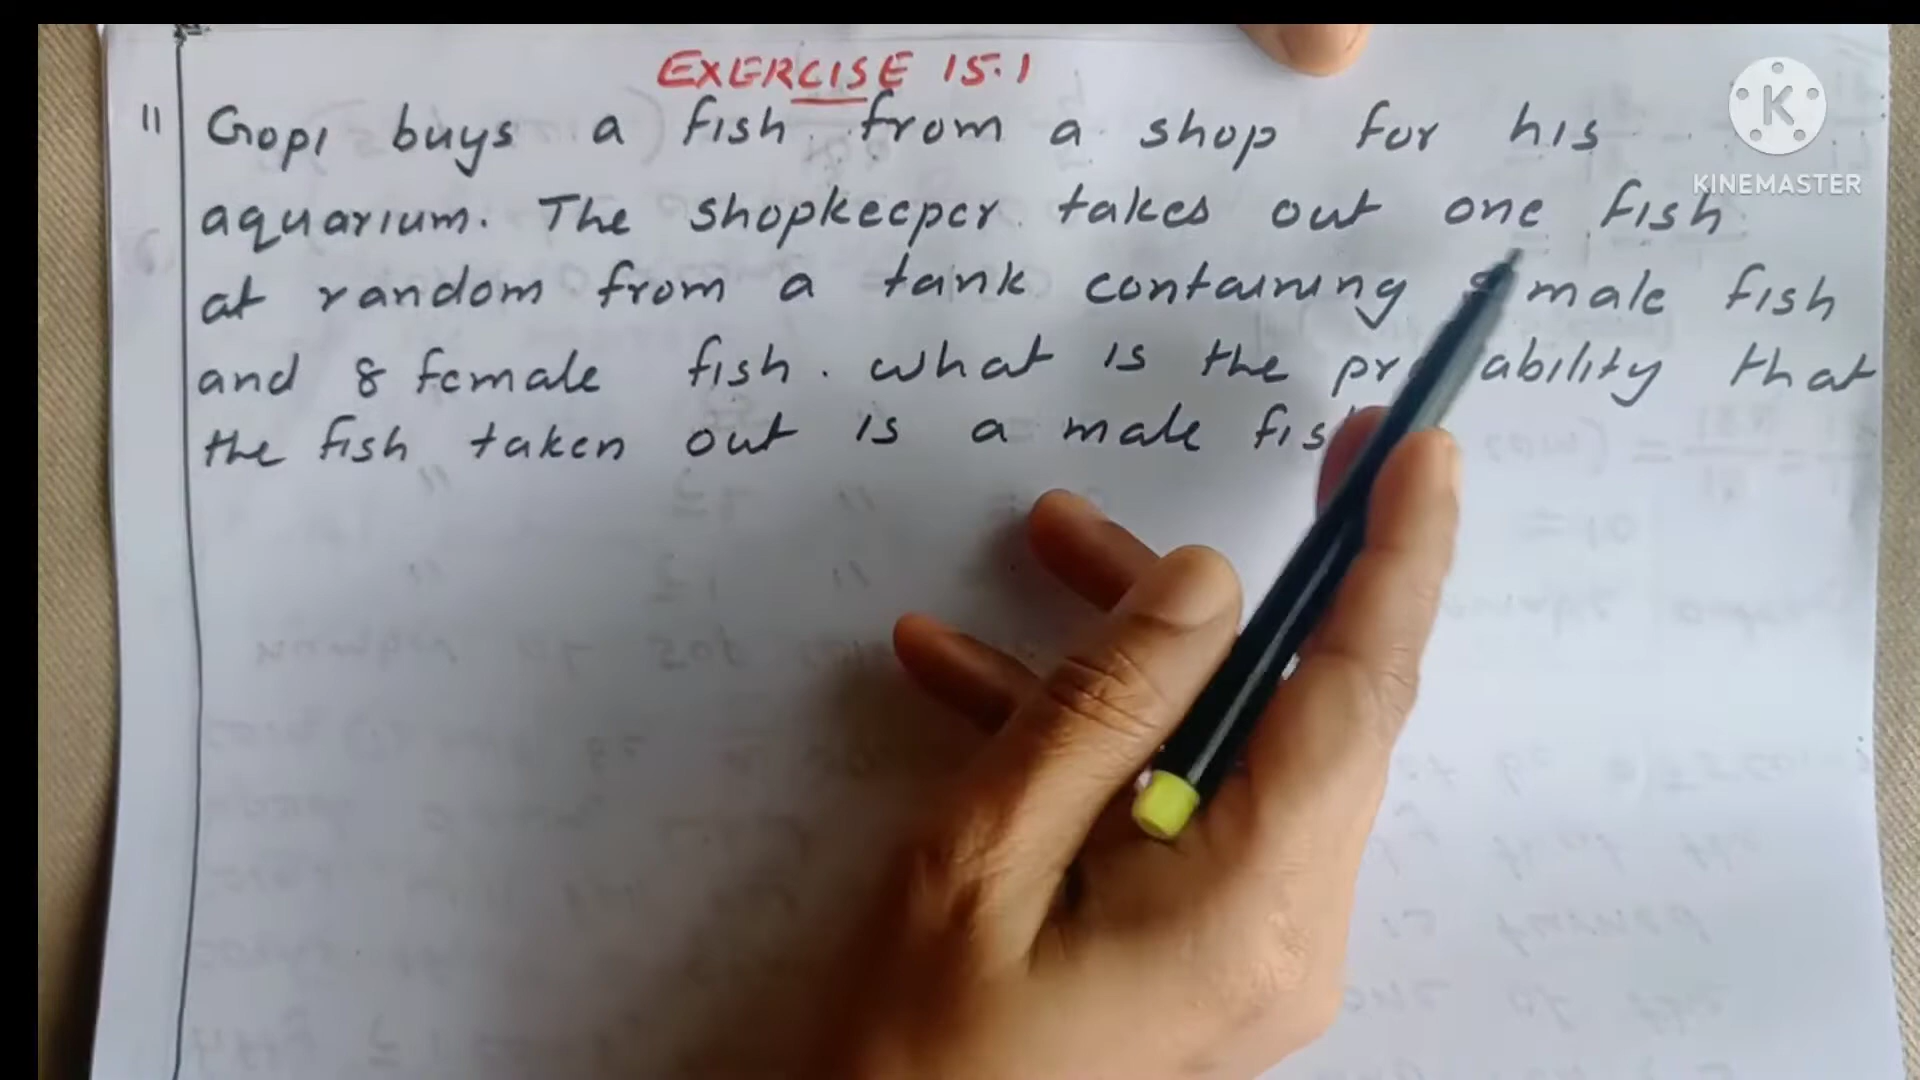 EXERCISE 15.1
11 Gopi buys a fish from a shop for his
aquarium. The shopkeeper takes out one fish
at random from a tank containing male fish
and 8 female fish. What is the that
the fish taken out is a male
K
KINEMASTER